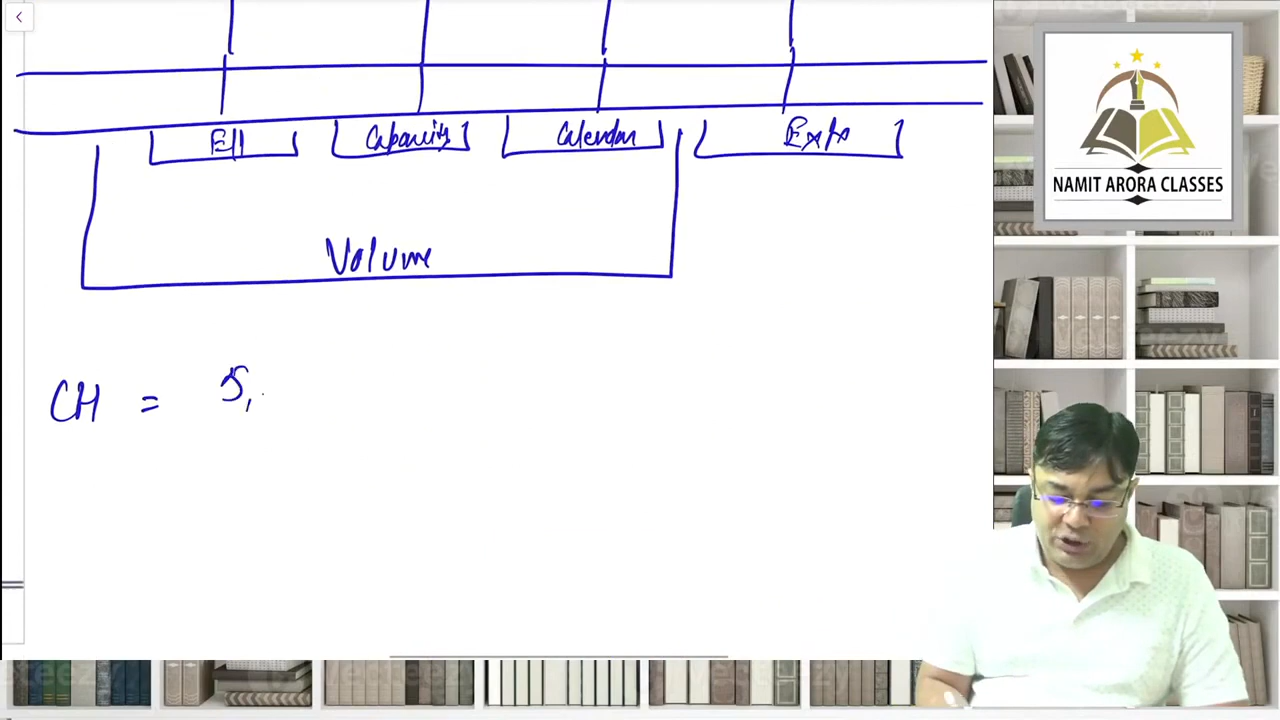 Eff Capacity Calendar Exp
Volume
CH = 5,
NAMIT ARORA CLASSES